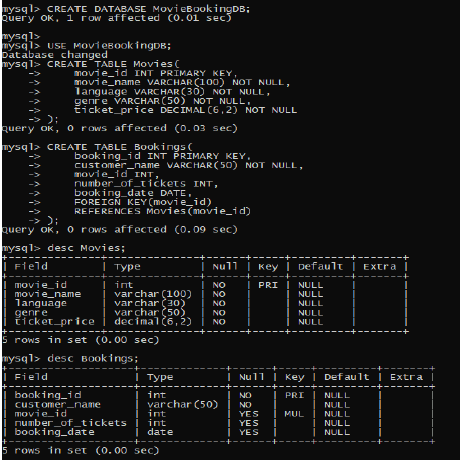 mysql> CREATE DATABASE MovieBookingDB;
Query OK, 1 row affected (0.01 sec)
mysql>
mysql> USE MovieBookingDB;
Database changed
mysql> CREATE TABLE Movies(
    ->     movie_id INT PRIMARY KEY,
    ->     movie_name VARCHAR(100) NOT NULL,
    ->     language VARCHAR(30) NOT NULL,
    ->     genre VARCHAR(50) NOT NULL,
    ->     ticket_price DECIMAL(6,2) NOT NULL
    -> );
Query OK, 0 rows affected (0.03 sec)
mysql> CREATE TABLE Bookings(
    ->     booking_id INT PRIMARY KEY,
    ->     customer_name VARCHAR(50) NOT NULL,
    ->     movie_id INT,
    ->     number_of_tickets INT,
    ->     booking_date DATE,
    ->     FOREIGN KEY(movie_id)
    ->     REFERENCES Movies(movie_id)
    -> );
Query OK, 0 rows affected (0.09 sec)
mysql> desc Movies;
| Field | Type | Null | Key | Default | Extra |
| movie_id | int | NO | PRI | NULL | |
| movie_name | varchar(100) | NO | | NULL | |
| language | varchar(30) | NO | | NULL | |
| genre | varchar(50) | NO | | NULL | |
| ticket_price | decimal(6,2) | NO | | NULL | |
5 rows in set (0.00 sec)
mysql> desc Bookings;
| Field | Type | Null | Key | Default | Extra |
| booking_id | int | NO | PRI | NULL | |
| customer_name | varchar(50) | NO | | NULL | |
| movie_id | int | YES | MUL | NULL | |
| number_of_tickets | int | YES | | NULL | |
| booking_date | date | YES | | NULL | |
5 rows in set (0.00 sec)